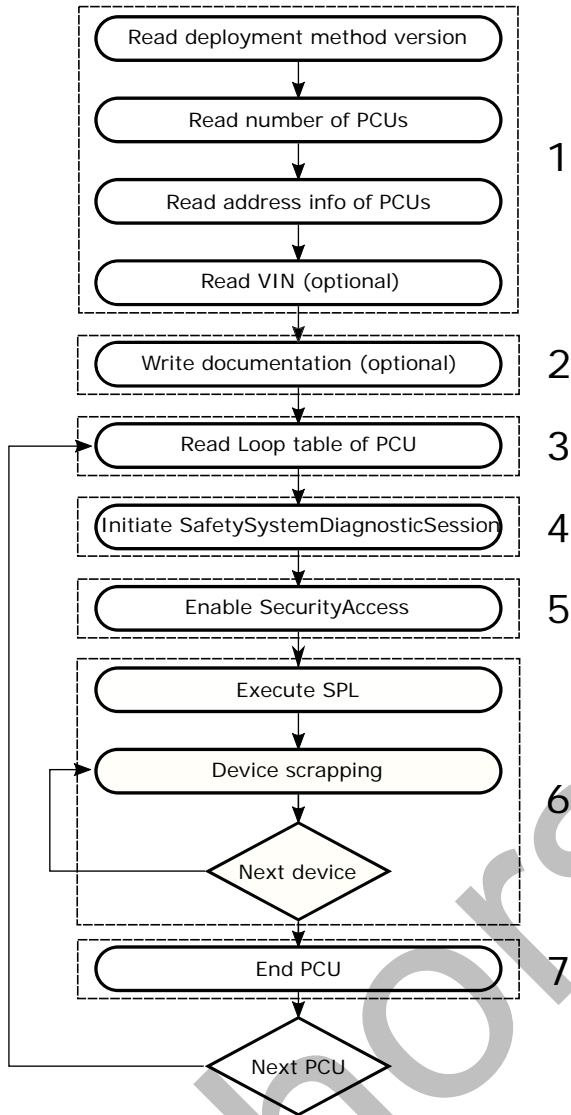 Read deployment method version
Read number of PCUs
Read address info of PCUs
Read VIN (optional)
1
Write documentation (optional)
2
Read Loop table of PCU
3
Initiate SafetySystemDiagnosticSession
4
Enable SecurityAccess
5
Execute SPL
Device scrapping
Next device
6
End PCU
7
Next PCU